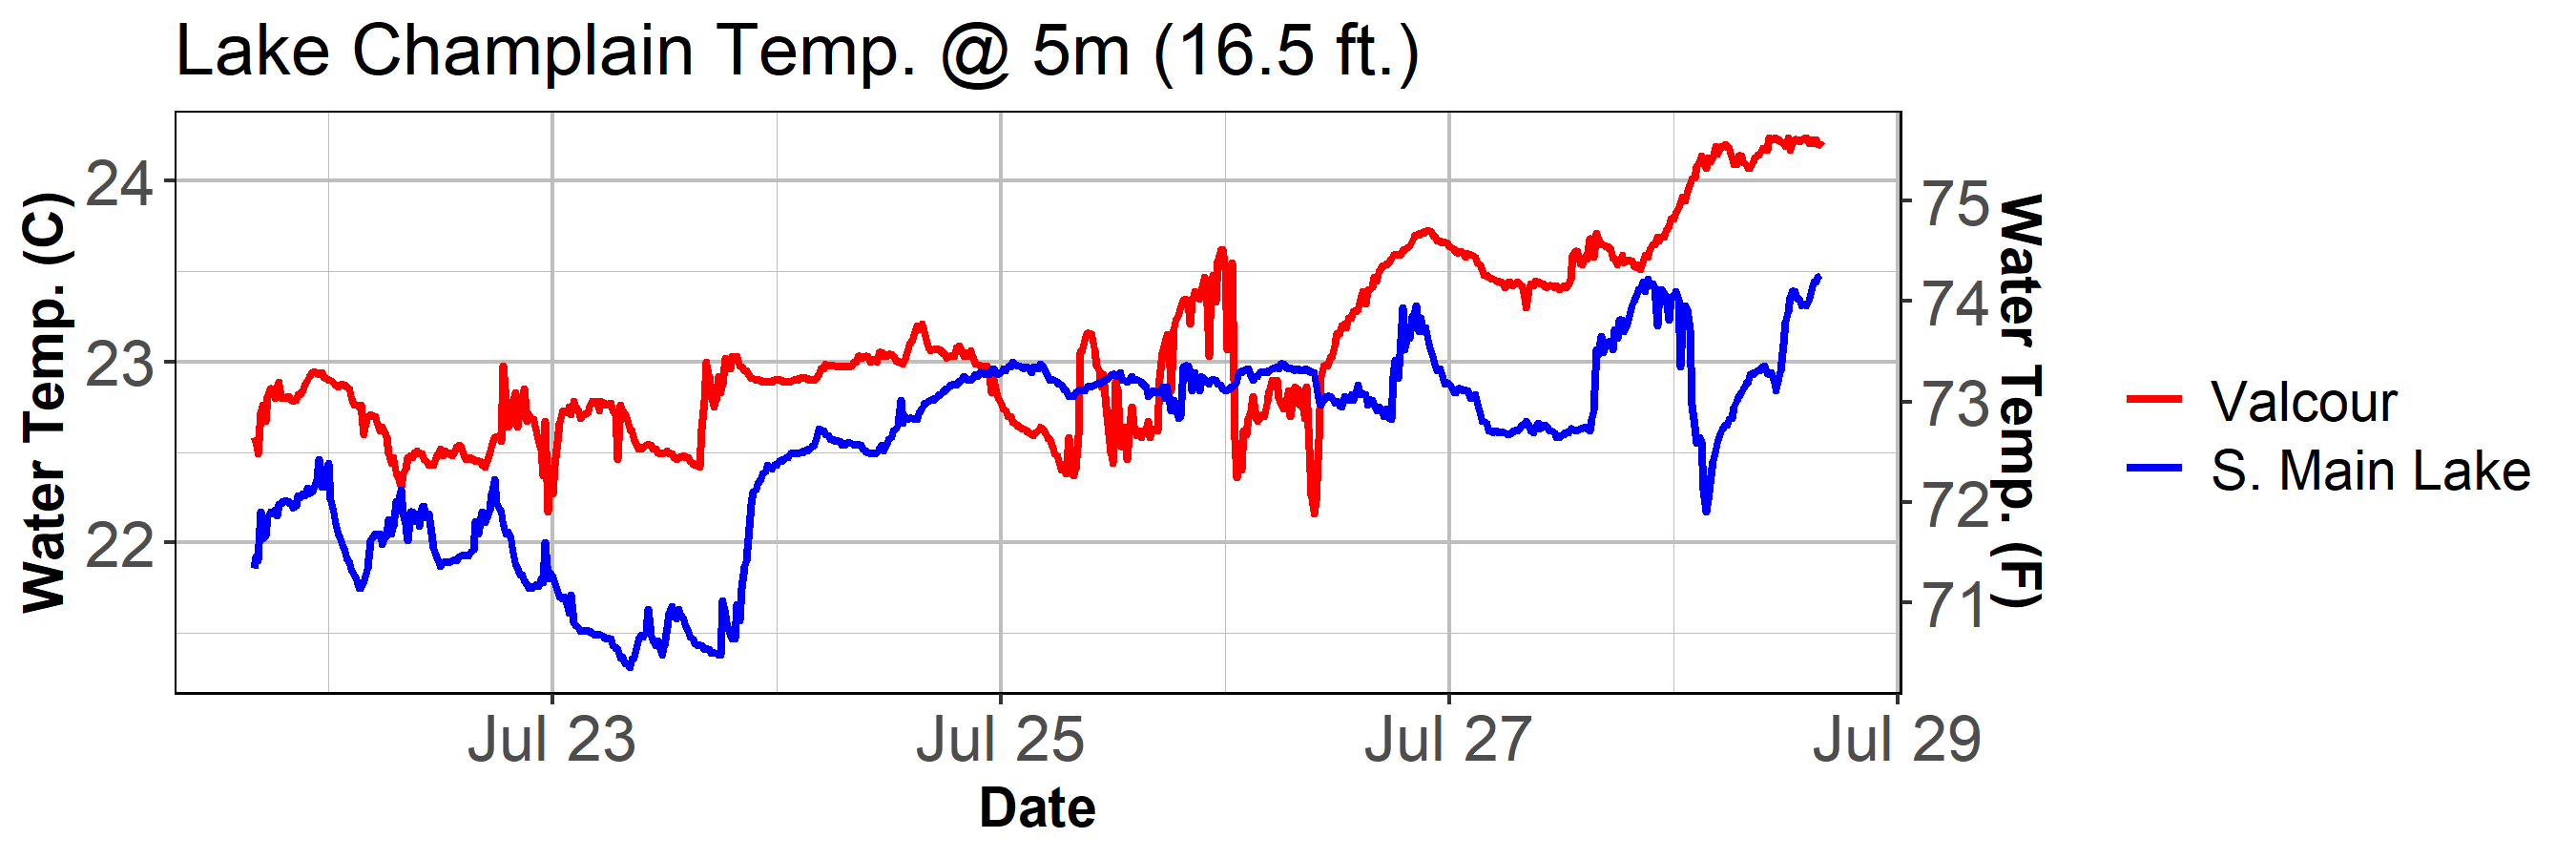 Lake Champlain Temp. @ 5m (16.5 ft.)
Water Temp. (C)
24
23
22
75
74
73
72
71
Water Temp. (F)
Jul 23
Jul 25
Jul 27
Jul 29
Date
Valcour
S. Main Lake